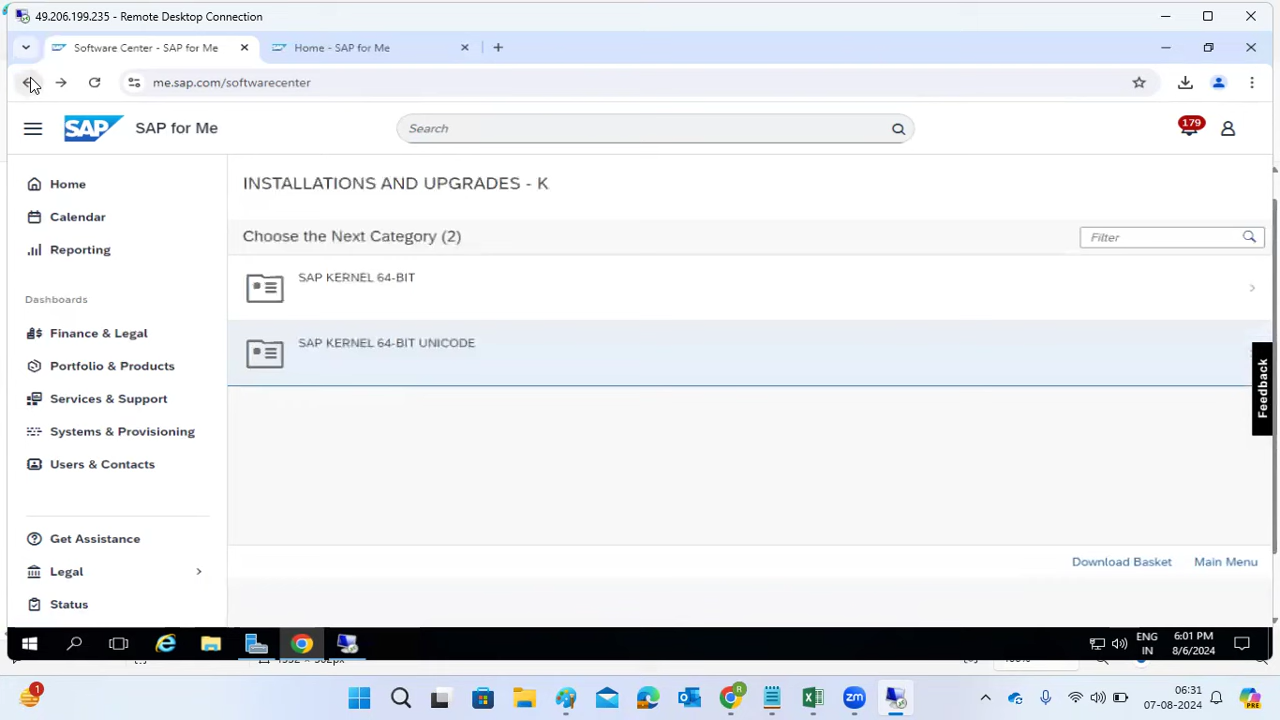 49.206.199.235 - Remote Desktop Connection
Software Center - SAP for Me
Home - SAP for Me
me.sap.com/softwarecenter
SAP
SAP for Me
Search
179
Home
Calendar
Reporting
Dashboards
Finance & Legal
Portfolio & Products
Services & Support
Systems & Provisioning
Users & Contacts
Get Assistance
Legal
Status
INSTALLATIONS AND UPGRADES - K
Choose the Next Category (2)
Filter
SAP KERNEL 64-BIT
SAP KERNEL 64-BIT UNICODE
Feedback
Download Basket
Main Menu
ENG
IN
6:01 PM
8/6/2024
1
06:31
07-08-2024